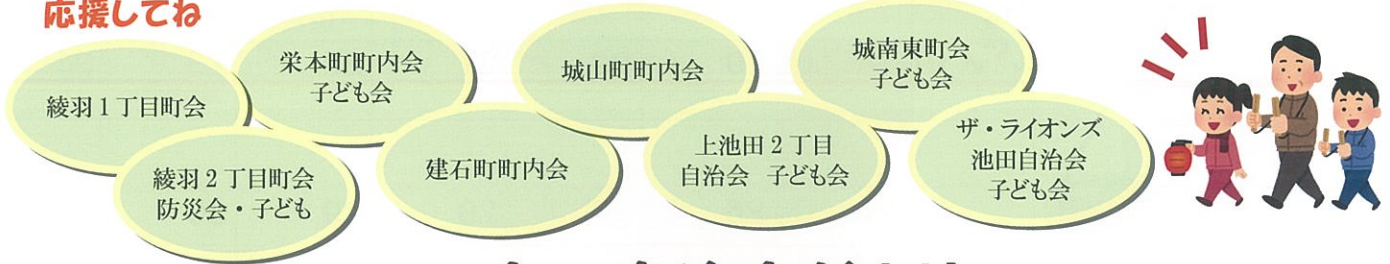 応援してね
綾羽1丁目町会
栄本町町内会
子ども会
城山町町内会
城南東町会
子ども会
綾羽2丁目町会
防災会・子ども
建石町町内会
上池田2丁目
自治会 子ども会
ザ・ライオンズ
池田自治会
子ども会